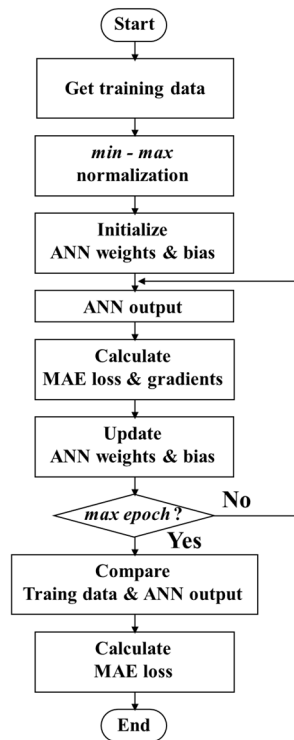 Start
Get training data
min - max
normalization
Initialize
ANN weights & bias
ANN output
Calculate
MAE loss & gradients
Update
ANN weights & bias
max epoch?
No
Yes
Compare
Traing data & ANN output
Calculate
MAE loss
End